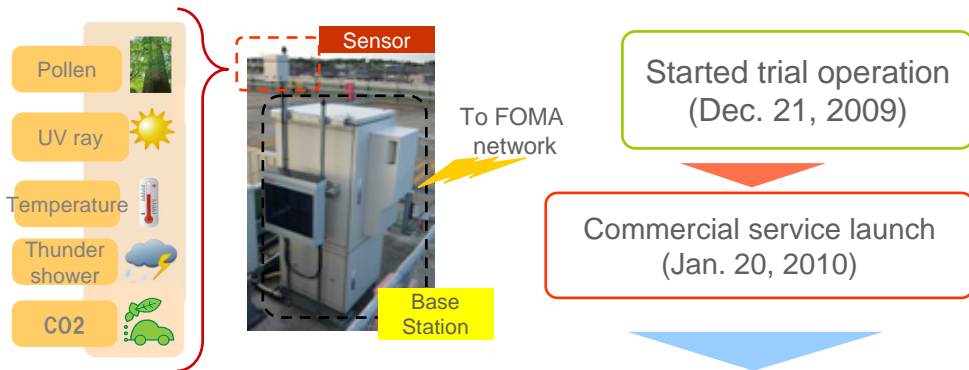 Pollen
UV ray
Temperature
Thunder
shower
CO2
Sensor
To FOMA
network
Base
Station
Started trial operation
(Dec. 21, 2009)
Commercial service launch
(Jan. 20, 2010)